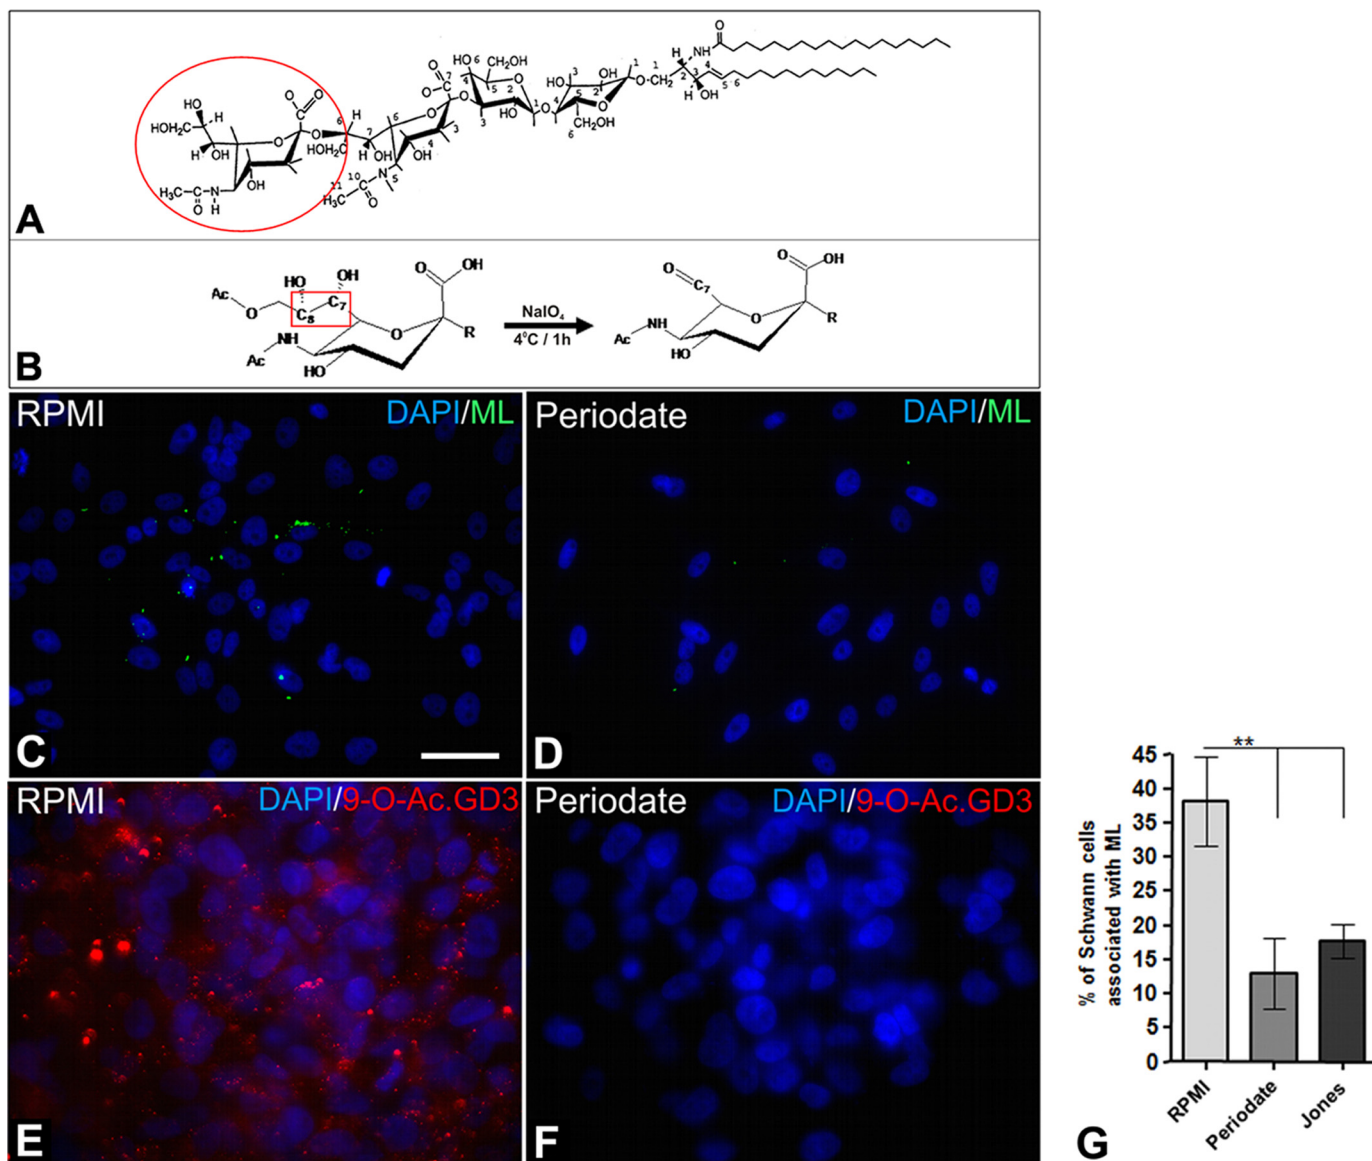 A
HO
HOH₂C
H
OH
H₃C
C
O
N
H
OH
O
C
O
O
O
6
H
HOH₂C
7
H
OH
6
O
3
4
OH
5
N
10
C
O
11
H₃C
HO
6
CH₂OH
4
5
O
2
HO
3
1
O
3
OH
OH
2
5
4
O
CH₂OH
6
1
O
1
CH₂
2
H
NH
O
3
4
5
6
H
OH
B
Ac
O
HO
OH
C₈
C₇
O
OH
O
R
NH
Ac
HO
NaIO₄
4°C / 1h
O
C₇
O
OH
O
R
NH
Ac
HO
RPMI
DAPI/ML
C
Periodate
DAPI/ML
D
RPMI
DAPI/9-O-Ac.GD3
E
Periodate
DAPI/9-O-Ac.GD3
F
**
% of Schwann cells
associated with ML
45
40
35
30
25
20
15
10
5
0
RPMI
Periodate
Jones
G